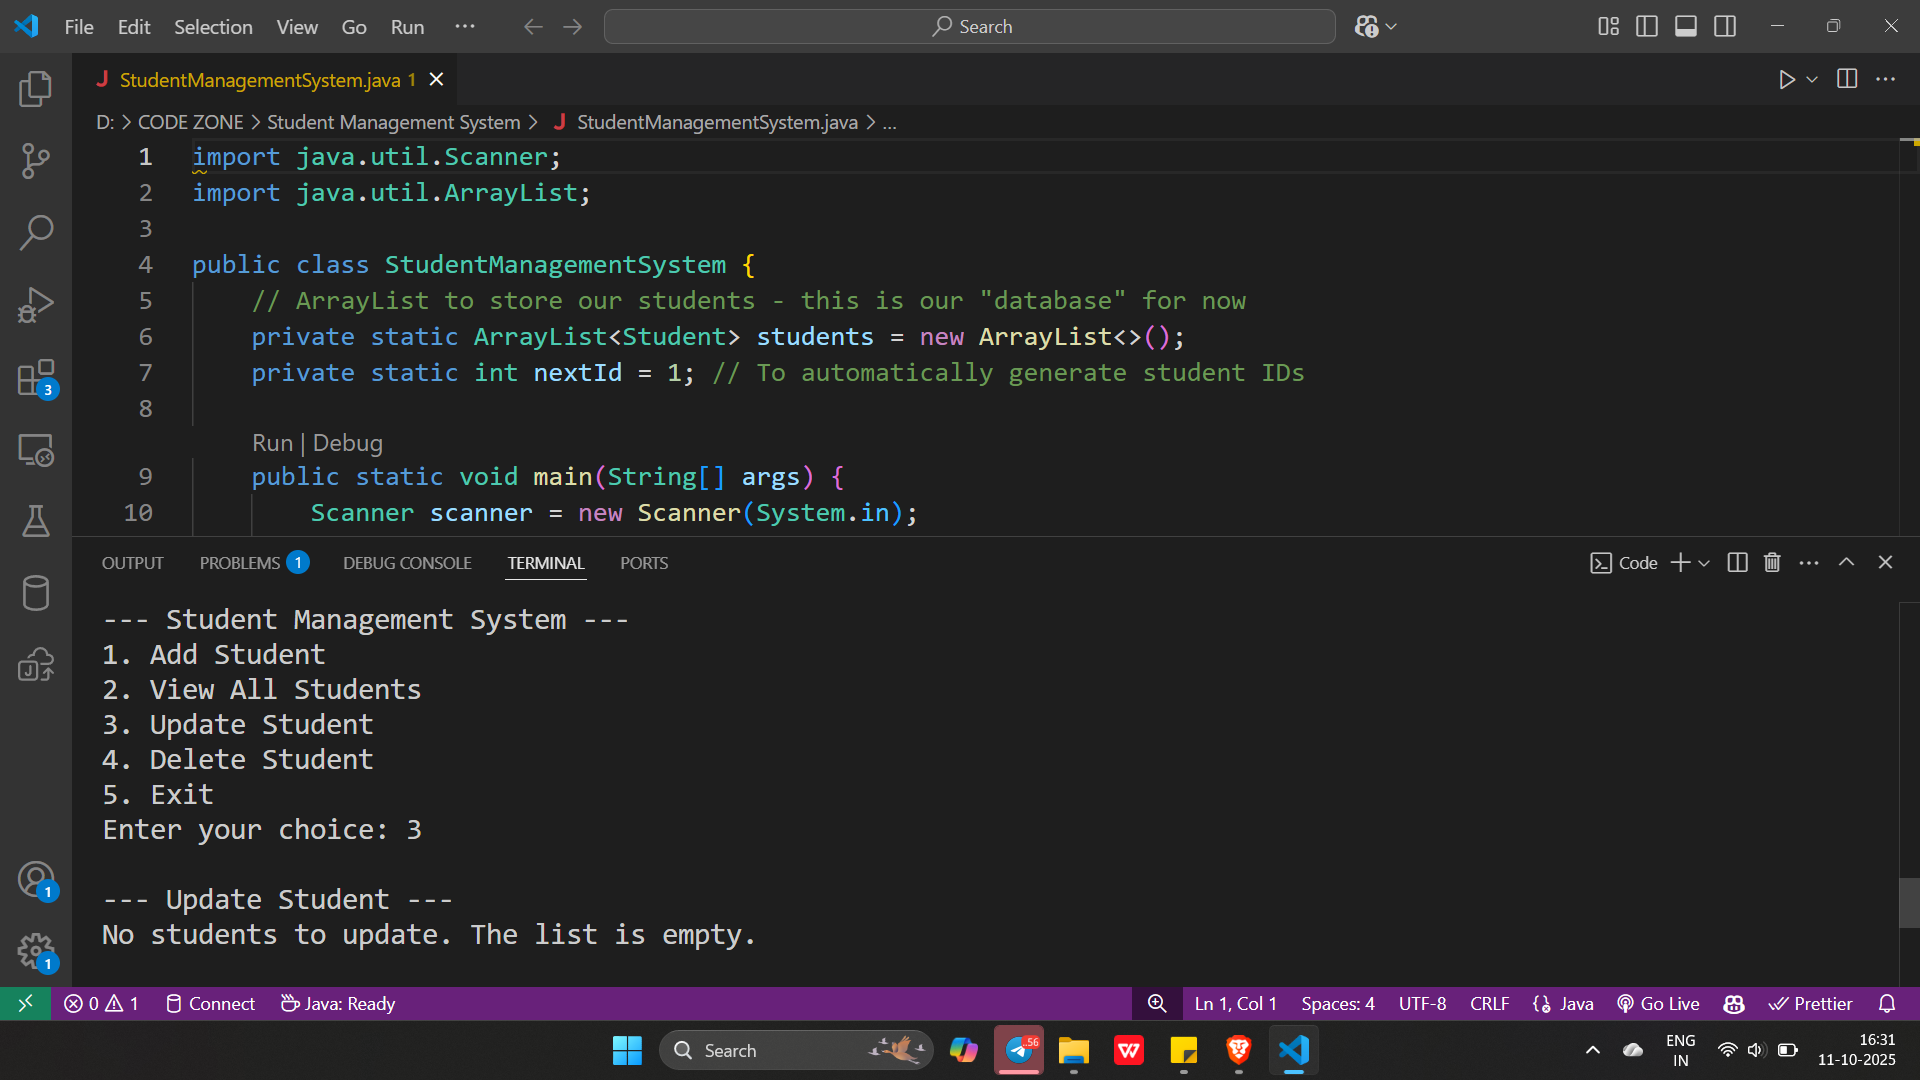 File Edit Selection View Go Run ...
Search
StudentManagementSystem.java 1
D: > CODE ZONE > Student Management System > J StudentManagementSystem.java > ...
1 import java.util.Scanner;
2 import java.util.ArrayList;
3
4 public class StudentManagementSystem {
5 // ArrayList to store our students - this is our "database" for now
6 private static ArrayList<Student> students = new ArrayList<>();
7 private static int nextId = 1; // To automatically generate student IDs
8
Run | Debug
9 public static void main(String[] args) {
10 Scanner scanner = new Scanner(System.in);
OUTPUT PROBLEMS 1 DEBUG CONSOLE TERMINAL PORTS
Code
--- Student Management System ---
1. Add Student
2. View All Students
3. Update Student
4. Delete Student
5. Exit
Enter your choice: 3
--- Update Student ---
No students to update. The list is empty.
3
1
1
0 1 Connect Java: Ready
Ln 1, Col 1 Spaces: 4 UTF-8 CRLF Java Go Live Prettier
Search
..56
ENG
IN
16:31
11-10-2025